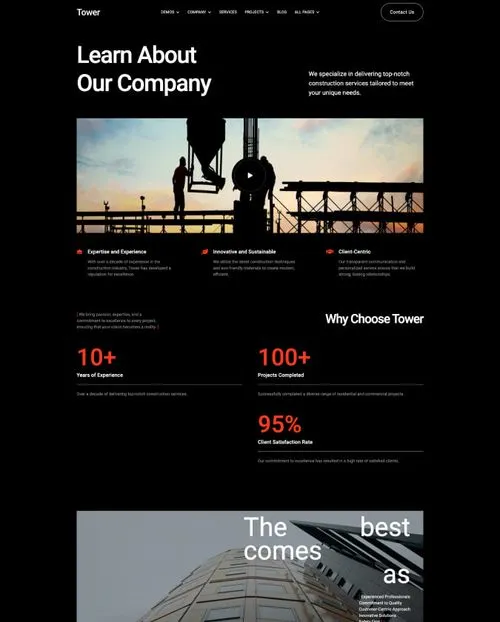 Tower
DEMOS
COMPANY
SERVICES
PROJECTS
BLOG
ALL PAGES
Contact Us
Learn About
Our Company
We specialize in delivering top-notch
construction services tailored to meet
your unique needs.
Expertise and Experience
With over a decade of experience in the
construction industry, Tower has developed a
reputation for excellence.
Innovative and Sustainable
We utilize the latest construction techniques
and eco-friendly materials to create modern,
efficient
Client-Centric
Our transparent communication and
personalized service ensure that we build
strong, lasting relationships.
[ We bring passion, expertise, and a
commitment to excellence to every project,
ensuring that your vision becomes a reality. ]
Why Choose Tower
10+
Years of Experience
Over a decade of delivering top-notch construction services
100+
Projects Completed
Successfully completed a diverse range of residential and commercial projects
95%
Client Satisfaction Rate
Our commitment to excellence has resulted in a high rate of satisfied clients.
The best
comes
as
Experienced Professionals
Commitment to Quality
Customer-Centric Approach
Innovative Solutions